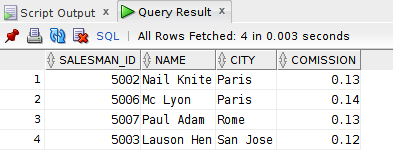 Script Output × Query Result ×
SQL | All Rows Fetched: 4 in 0.003 seconds
SALESMAN_ID NAME CITY COMISSION
1 5002 Nail Knite Paris 0.13
2 5006 Mc Lyon Paris 0.14
3 5007 Paul Adam Rome 0.13
4 5003 Lauson Hen San Jose 0.12